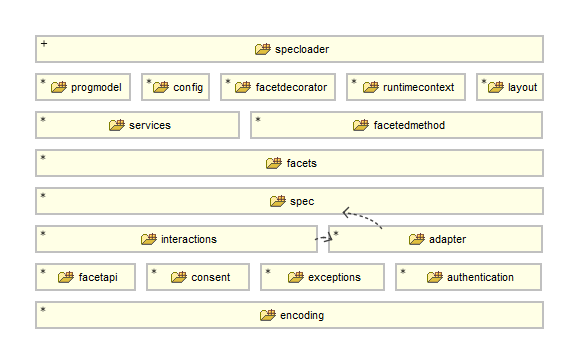 + specloader
* progmodel * config * facetdecorator * runtimecontext * layout
* services * facetedmethod
* facets
* spec
* interactions * adapter
* facetapi * consent * exceptions * authentication
* encoding